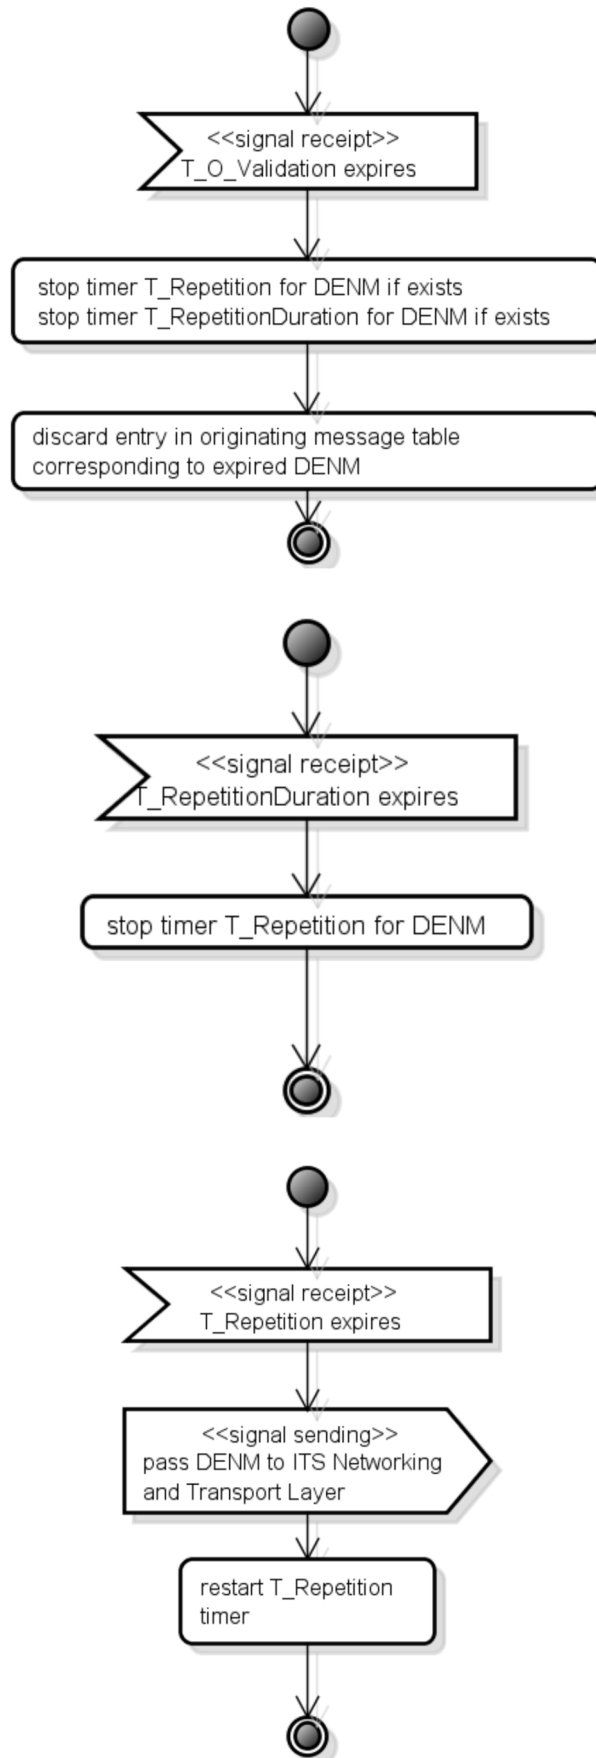 <<signal receipt>>
T_O_Validation expires
stop timer T_Repetition for DENM if exists
stop timer T_RepetitionDuration for DENM if exists
discard entry in originating message table
corresponding to expired DENM
<<signal receipt>>
T_RepetitionDuration expires
stop timer T_Repetition for DENM
<<signal receipt>>
T_Repetition expires
<<signal sending>>
pass DENM to ITS Networking
and Transport Layer
restart T_Repetition
timer